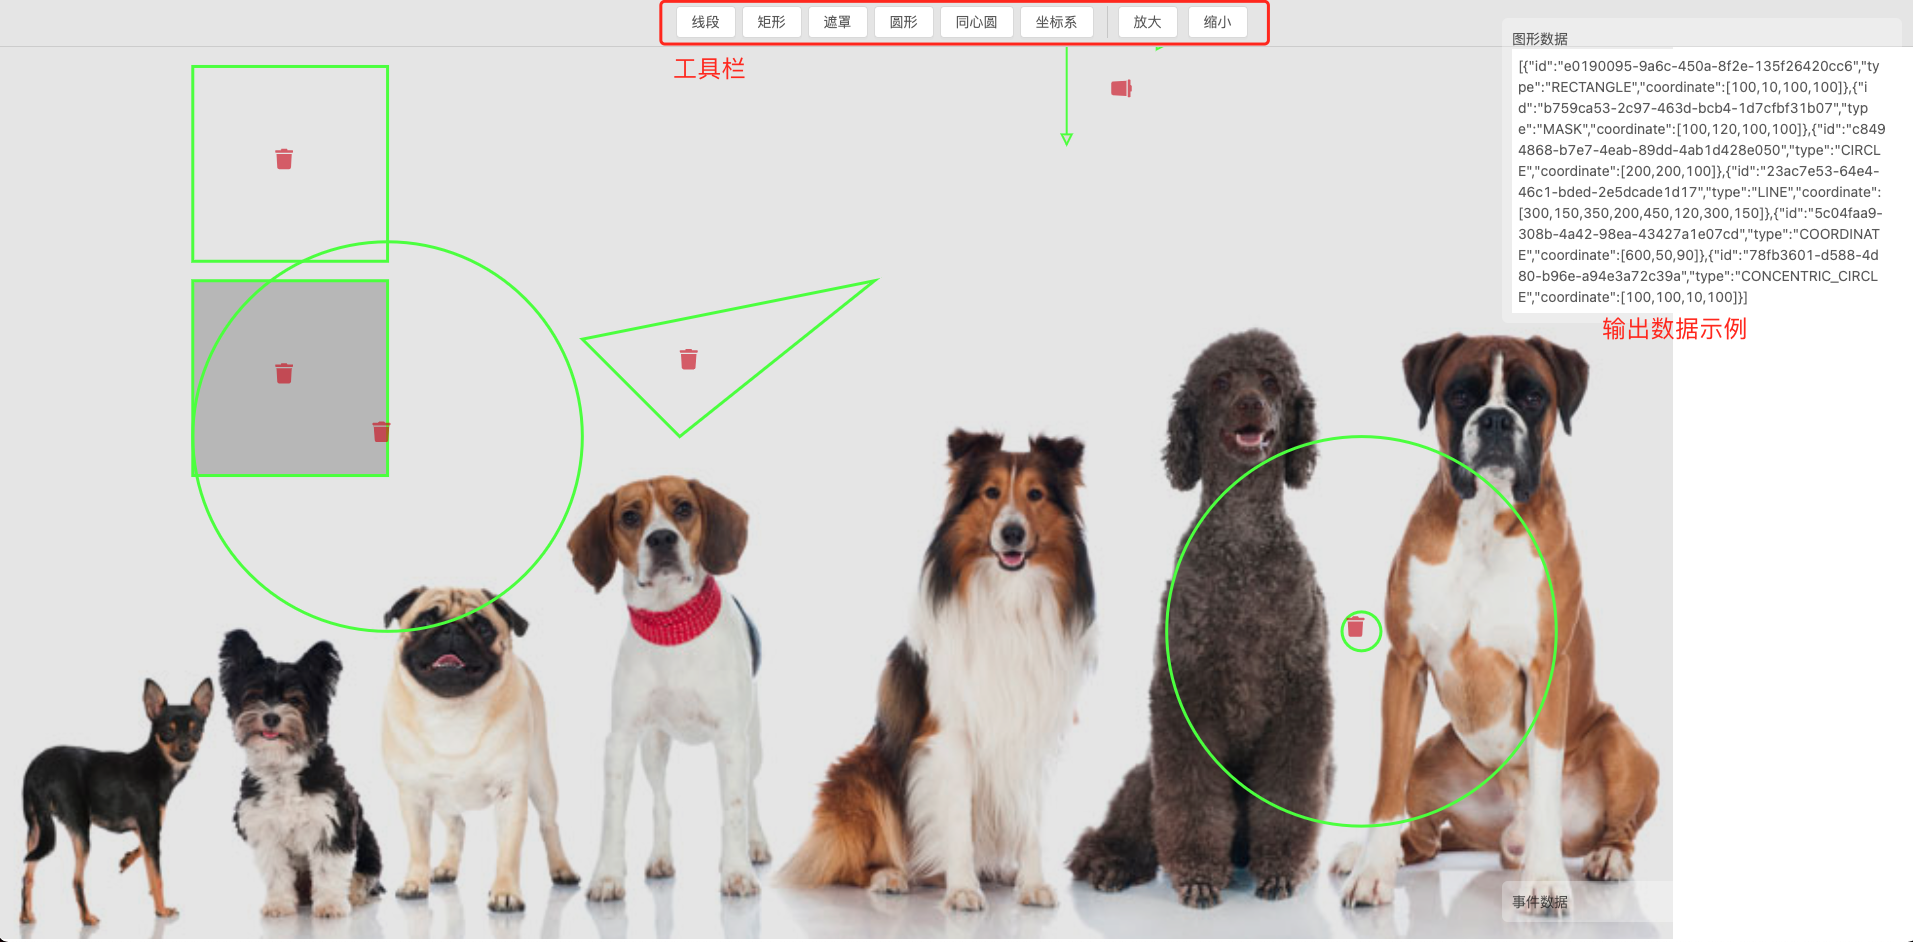 线段 矩形 遮罩 圆形 同心圆 坐标系 放大 缩小
工具栏
图形数据
[{"id":"e0190095-9a6c-450a-8f2e-135f26420cc6","ty
pe":"RECTANGLE","coordinate":[100,10,100,100]},{"i
d":"b759ca53-2c97-463d-bcb4-1d7cfbf31b07","typ
e":"MASK","coordinate":[100,120,100,100]},{"id":"c849
4868-b7e7-4eab-89dd-4ab1d428e050","type":"CIRCL
E","coordinate":[200,200,100]},{"id":"23ac7e53-64e4-
46c1-bded-2e5dcade1d17","type":"LINE","coordinate":
[300,150,350,200,450,120,300,150]},{"id":"5c04faa9-
308b-4a42-98ea-43427a1e07cd","type":"COORDINAT
E","coordinate":[600,50,90]},{"id":"78fb3601-d588-4d
80-b96e-a94e3a72c39a","type":"CONCENTRIC_CIRCL
E","coordinate":[100,100,10,100]}]
输出数据示例
事件数据